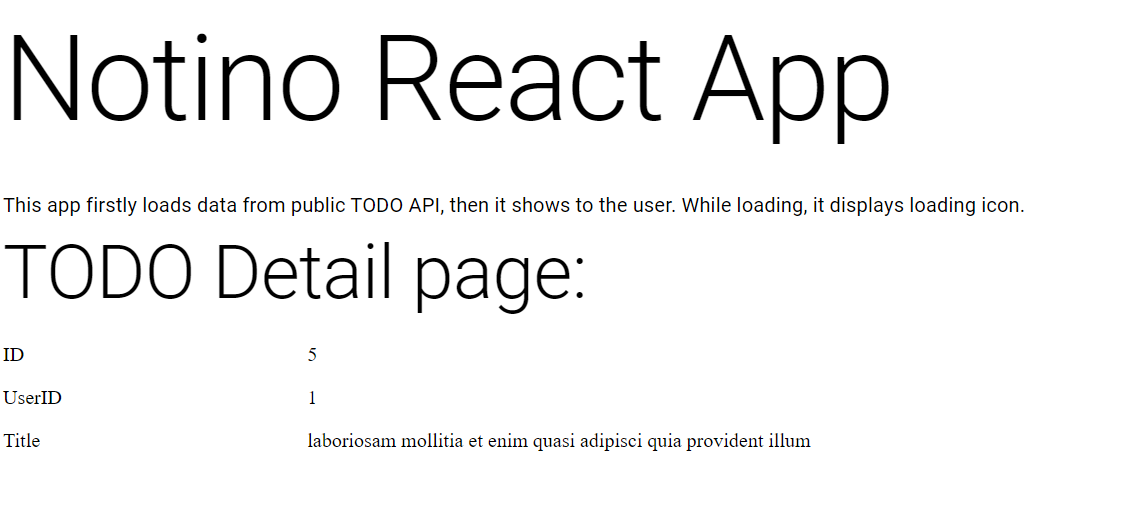 Notino React App
This app firstly loads data from public TODO API, then it shows to the user. While loading, it displays loading icon.
TODO Detail page:
ID 5
UserID 1
Title laboriosam mollitia et enim quasi adipisci quia provident illum